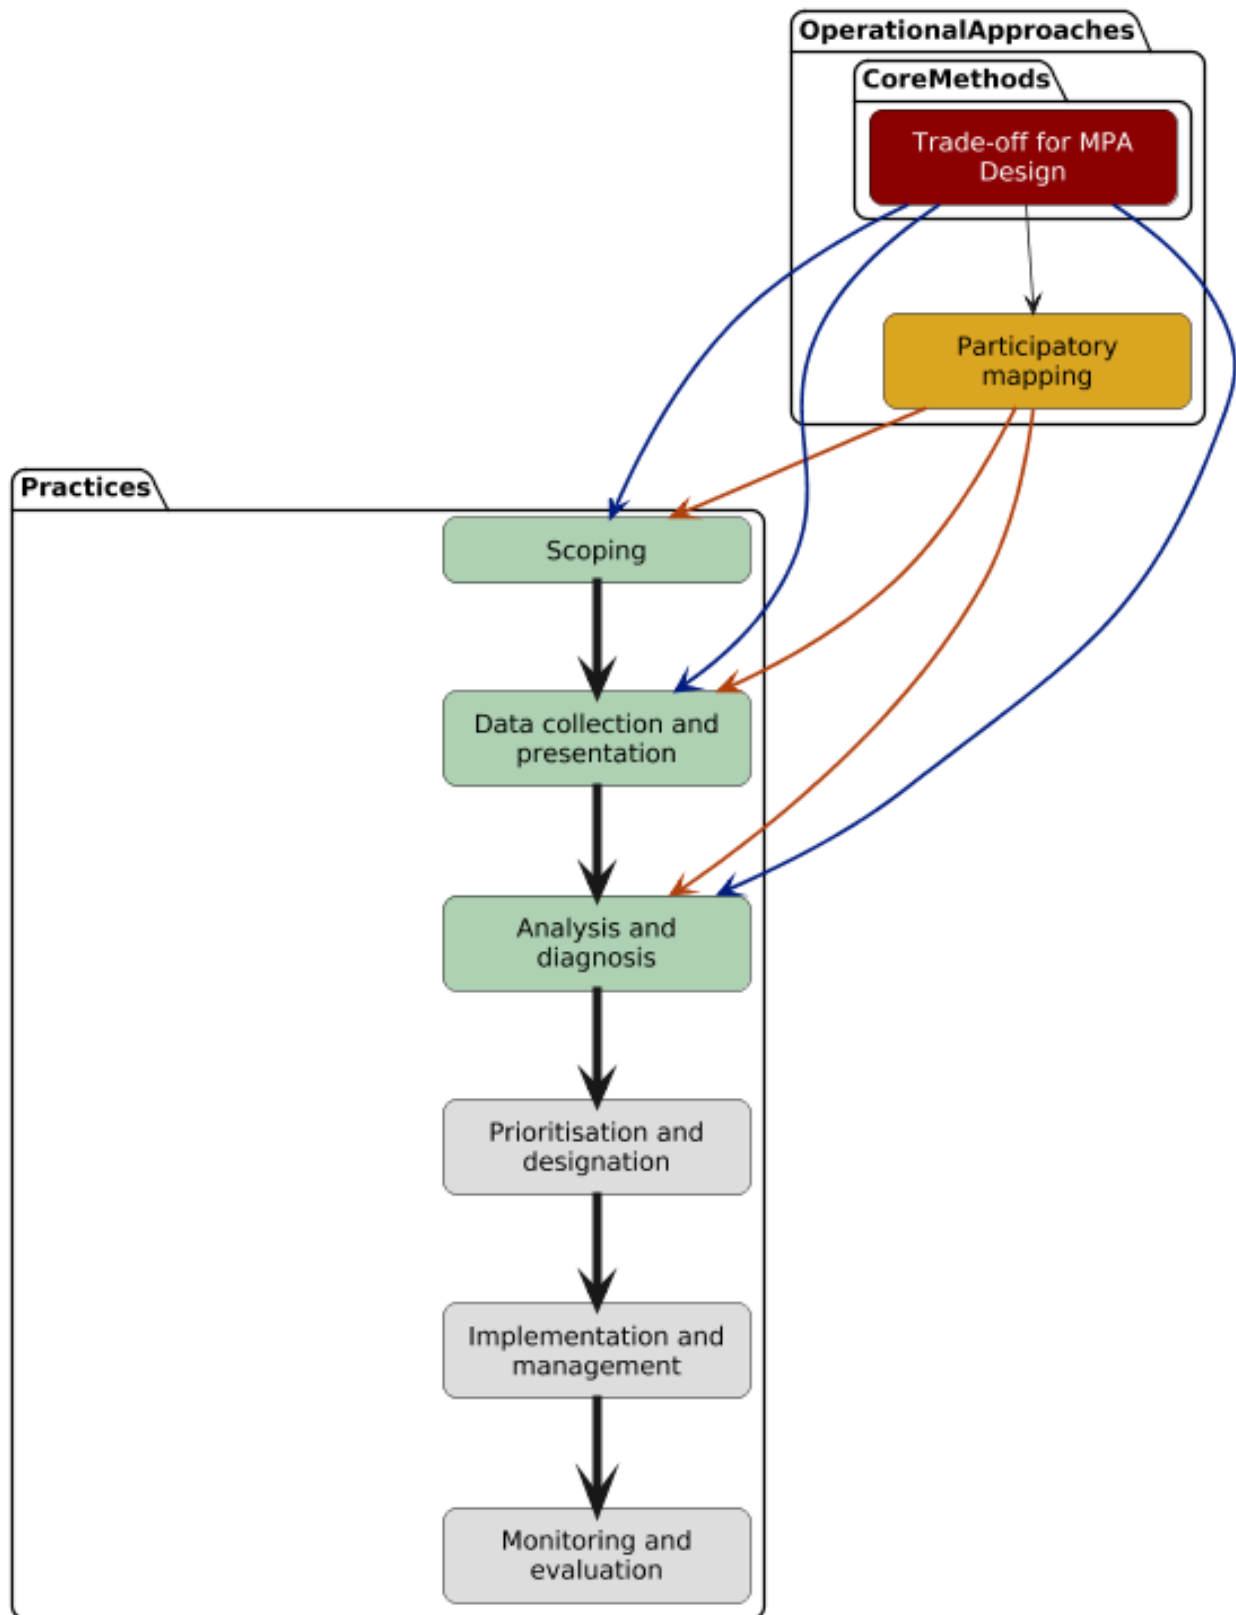 OperationalApproaches
CoreMethods
Trade-off for MPA
Design
Participatory
mapping
Practices
Scoping
Data collection and
presentation
Analysis and
diagnosis
Prioritisation and
designation
Implementation and
management
Monitoring and
evaluation